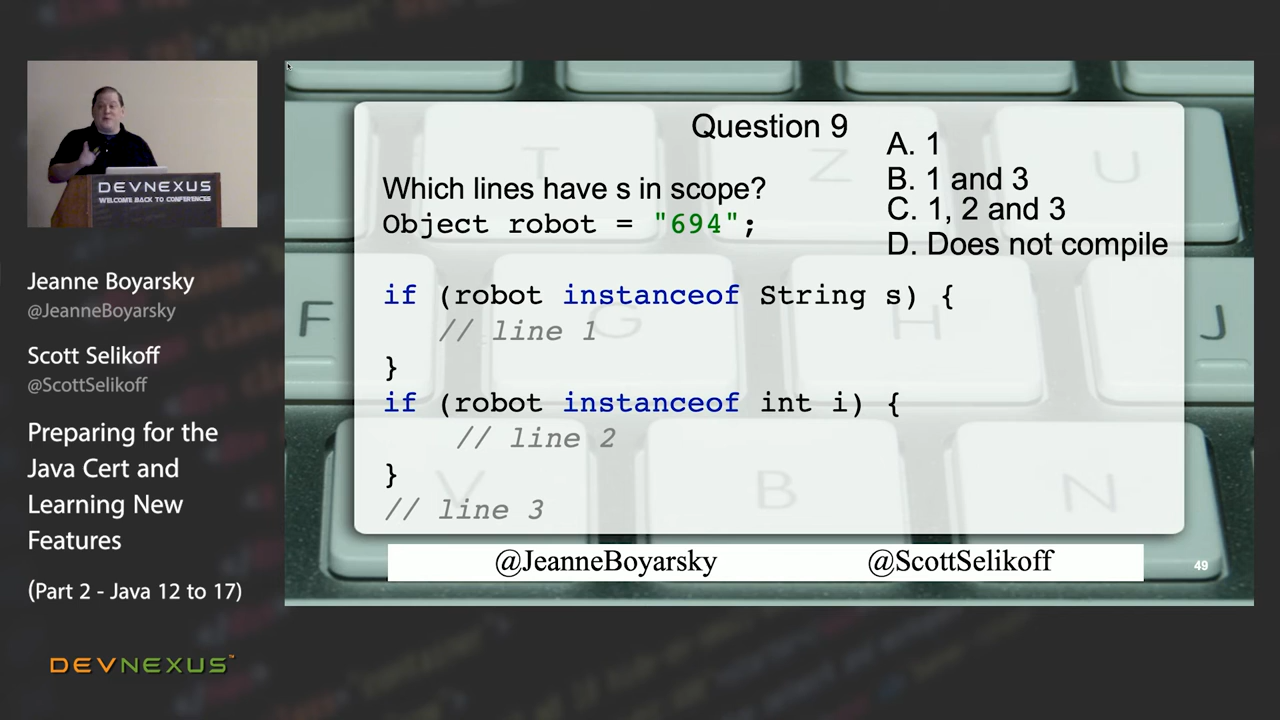 DEVNEXUS
WELCOME BACK TO CONFERENCES
Jeanne Boyarsky
@JeanneBoyarsky
Scott Selikoff
@ScottSelikoff
Preparing for the
Java Cert and
Learning New
Features
(Part 2 - Java 12 to 17)
DEVNEXUS™
Question 9
Which lines have s in scope?
Object robot = "694";
if (robot instanceof String s) {
// line 1
}
if (robot instanceof int i) {
// line 2
}
// line 3
A. 1
B. 1 and 3
C. 1, 2 and 3
D. Does not compile
T
Z
U
F
G
H
J
V
B
N
@JeanneBoyarsky
@ScottSelikoff
49